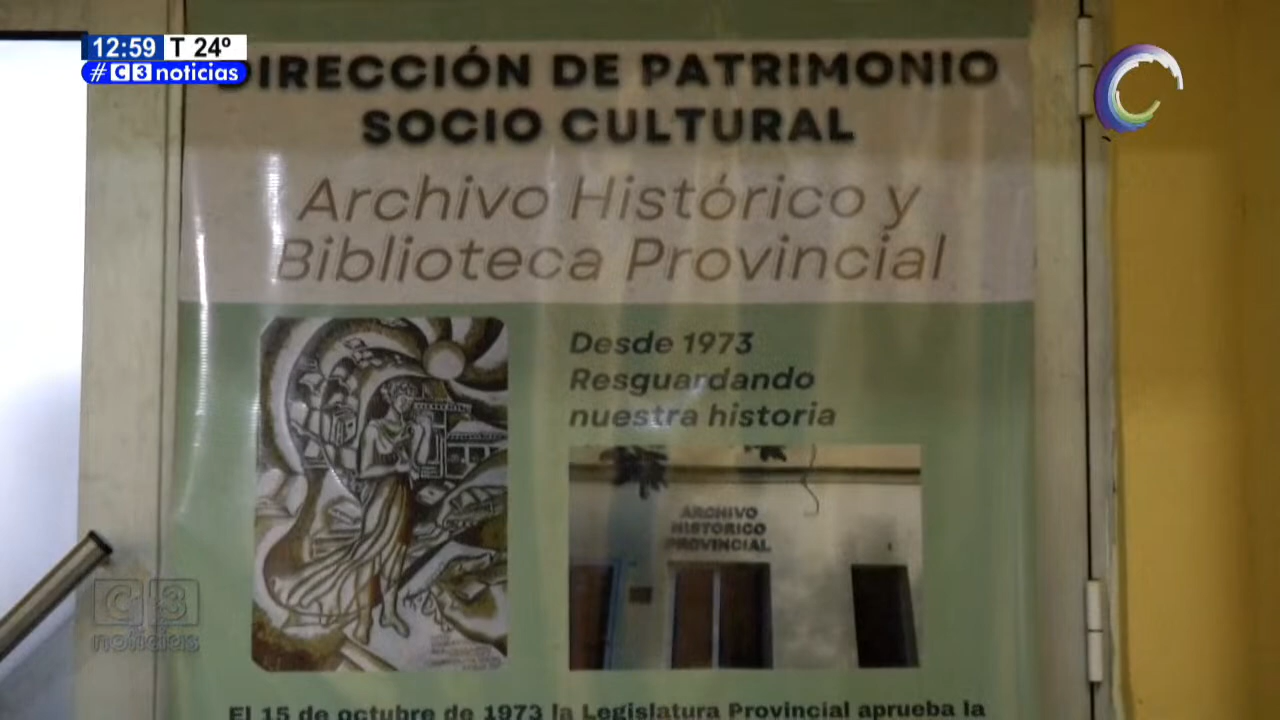 12:59 T 24º
#C3noticias
DIRECCIÓN DE PATRIMONIO
SOCIO CULTURAL
Archivo Histórico y
Biblioteca Provincial
Desde 1973
Resguardando
nuestra historia
ARCHIVO
HISTORICO
PROVINCIAL
C3
noticias
El 15 de octubre de 1973 la Legislatura Provincial aprueba la